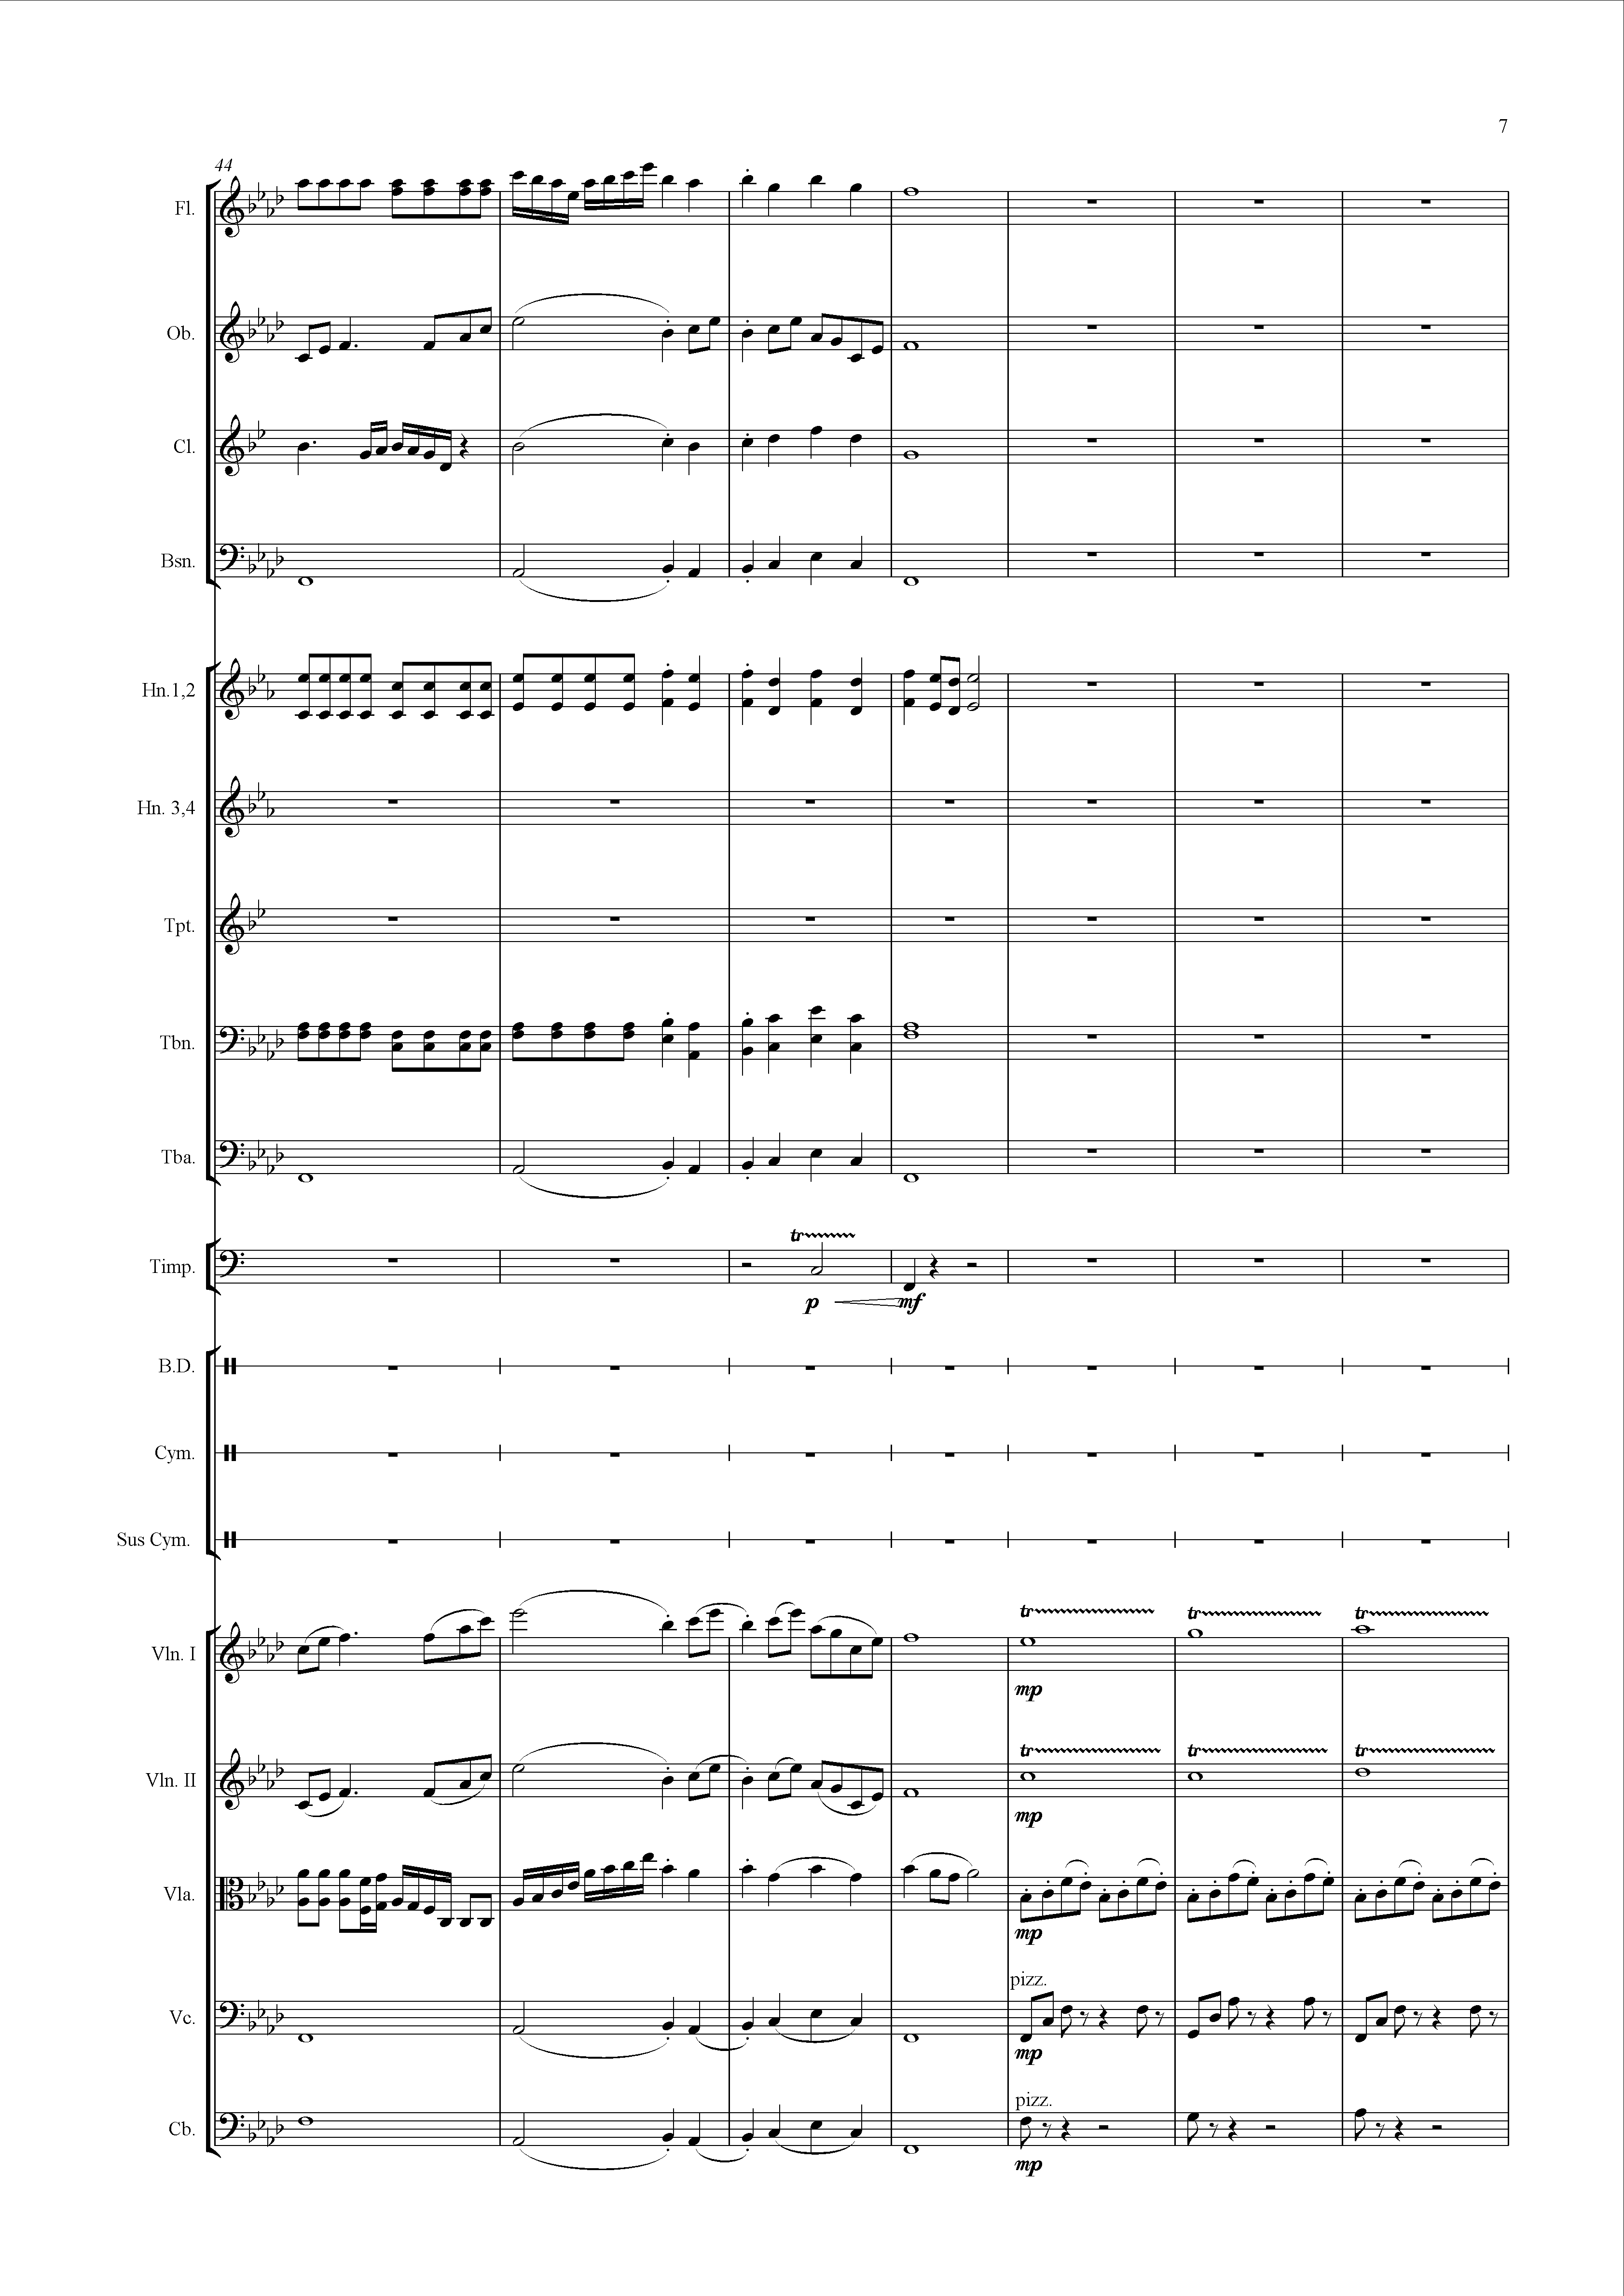 7
44
Fl.
Ob.
Cl.
Bsn.
Hn.1,2
Hn. 3,4
Tpt.
Tbn.
Tba.
tr
Timp.
p mf
B.D.
Cym.
Sus Cym.
tr tr tr
Vln. I
mp
tr tr tr
Vln. II
mp
Vla.
mp
pizz.
Vc.
mp
pizz.
Cb.
mp